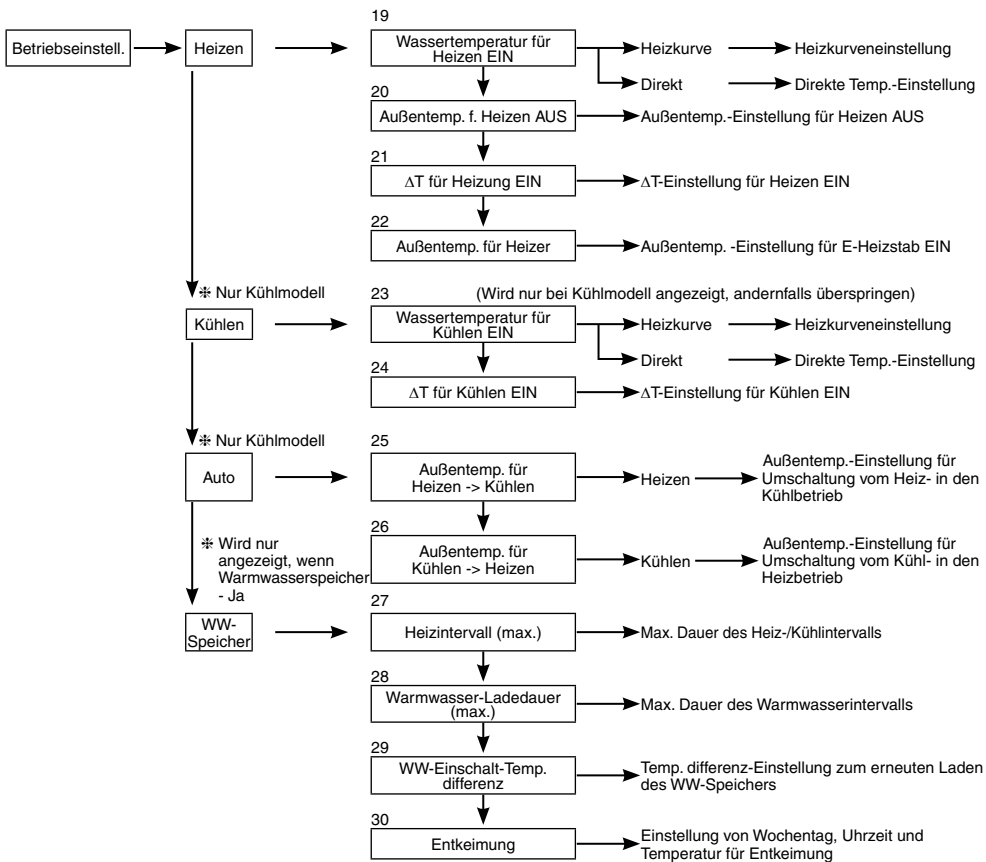 19
Betriebseinstell.
Heizen
Wassertemperatur für
Heizen EIN
Heizkurve
Heizkurveneinstellung
Direkt
Direkte Temp.-Einstellung
20
Außentemp. f. Heizen AUS
Außentemp.-Einstellung für Heizen AUS
21
∆T für Heizung EIN
∆T-Einstellung für Heizen EIN
22
Außentemp. für Heizer
Außentemp. -Einstellung für E-Heizstab EIN
❈ Nur Kühlmodell
23
(Wird nur bei Kühlmodell angezeigt, andernfalls überspringen)
Kühlen
Wassertemperatur für
Kühlen EIN
Heizkurve
Heizkurveneinstellung
Direkt
Direkte Temp.-Einstellung
24
∆T für Kühlen EIN
∆T-Einstellung für Kühlen EIN
❈ Nur Kühlmodell
25
Auto
Außentemp. für
Heizen -> Kühlen
Heizen
Außentemp.-Einstellung für
Umschaltung vom Heiz- in den
Kühlbetrieb
26
Außentemp. für
Kühlen -> Heizen
Kühlen
Außentemp.-Einstellung für
Umschaltung vom Kühl- in den
Heizbetrieb
❈ Wird nur
angezeigt, wenn
Warmwasserspeicher
- Ja
27
WW-
Speicher
Heizintervall (max.)
Max. Dauer des Heiz-/Kühlintervalls
28
Warmwasser-Ladedauer
(max.)
Max. Dauer des Warmwasserintervalls
29
WW-Einschalt-Temp.
differenz
Temp. differenz-Einstellung zum erneuten Laden
des WW-Speichers
30
Entkeimung
Einstellung von Wochentag, Uhrzeit und
Temperatur für Entkeimung